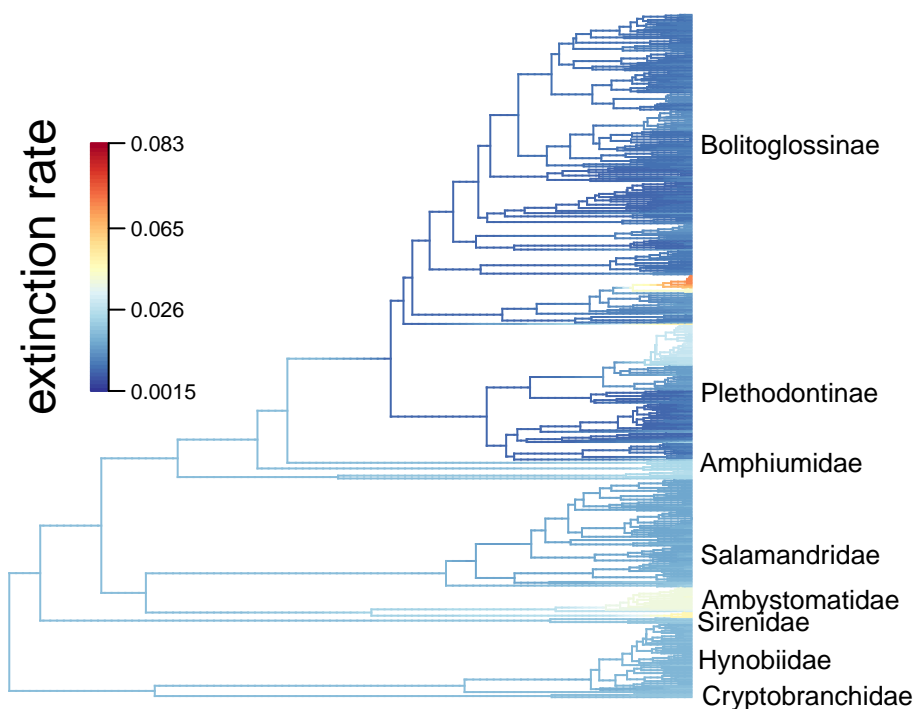 extinction rate
0.083
0.065
0.026
0.0015
Bolitoglossinae
Plethodontinae
Amphiumidae
Salamandridae
Ambystomatidae
Sirenidae
Hynobiidae
Cryptobranchidae